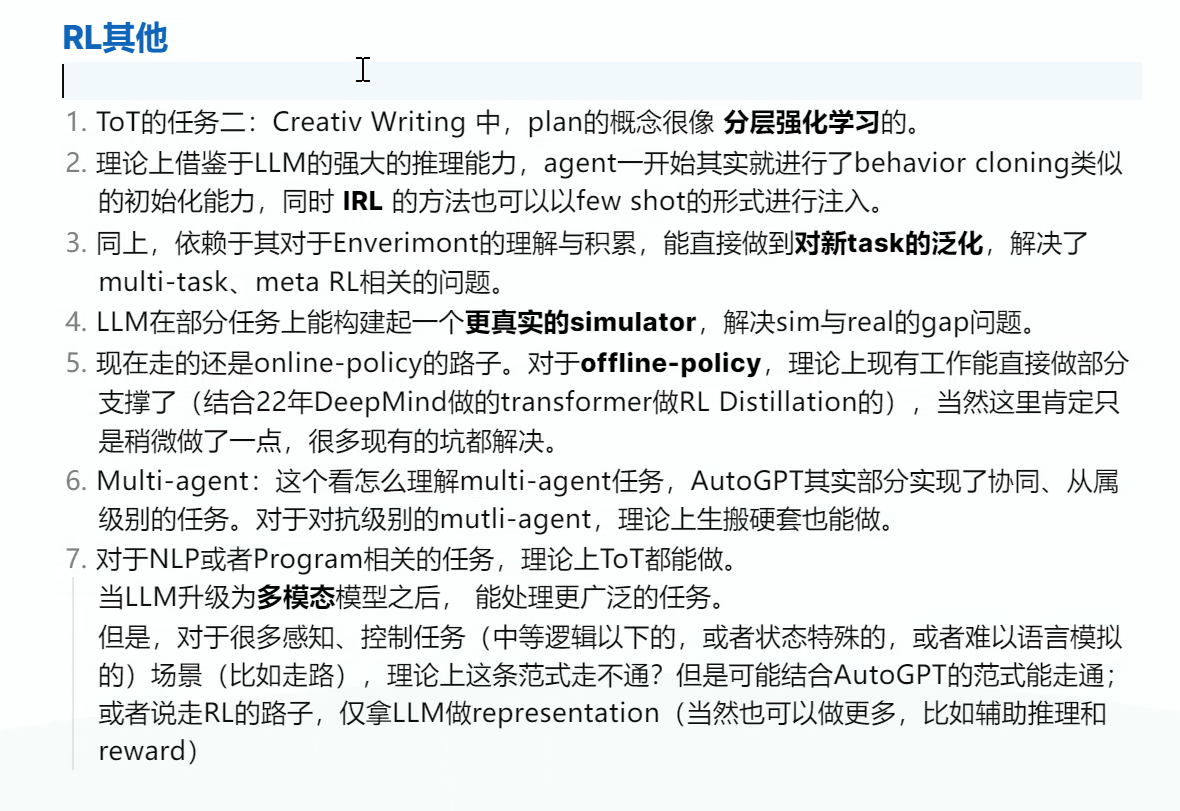 RL其他
1. ToT的任务二：Creativ Writing 中，plan的概念很像 分层强化学习的。
2. 理论上借鉴于LLM的强大的推理能力，agent一开始其实就进行了behavior cloning类似
的初始化能力，同时 IRL 的方法也可以以few shot的形式进行注入。
3. 同上，依赖于其对于Enverimont的理解与积累，能直接做到对新task的泛化，解决了
multi-task、meta RL相关的问题。
4. LLM在部分任务上能构建起一个更真实的simulator，解决sim与real的gap问题。
5. 现在走的还是online-policy的路子。对于offline-policy，理论上现有工作能直接做部分
支撑了（结合22年DeepMind做的transformer做RL Distillation的），当然这里肯定只
是稍微做了一点，很多现有的坑都解决。
6. Multi-agent：这个看怎么理解multi-agent任务，AutoGPT其实部分实现了协同、从属
级别的任务。对于对抗级别的mutli-agent，理论上生搬硬套也能做。
7. 对于NLP或者Program相关的任务，理论上ToT都能做。
当LLM升级为多模态模型之后， 能处理更广泛的任务。
但是，对于很多感知、控制任务（中等逻辑以下的，或者状态特殊的，或者难以语言模拟
的）场景（比如走路），理论上这条范式走不通？但是可能结合AutoGPT的范式能走通；
或者说走RL的路子，仅拿LLM做representation（当然也可以做更多，比如辅助推理和
reward）